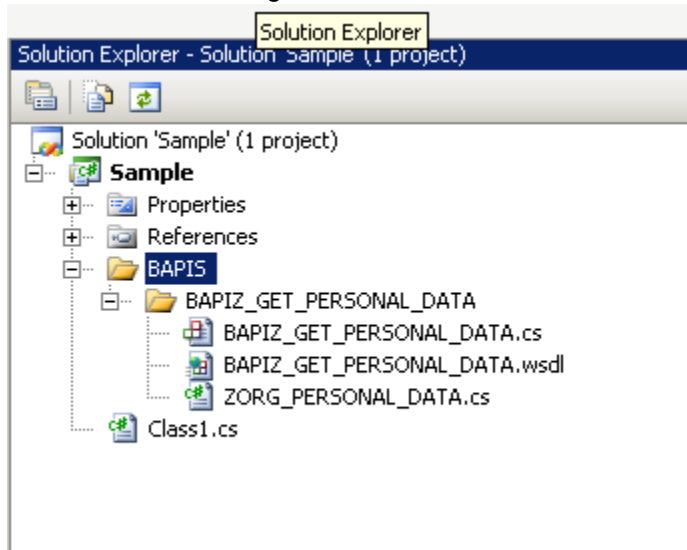 Solution Explorer
Solution Explorer - Solution 'Sample' (1 project)
Solution 'Sample' (1 project)
Sample
Properties
References
BAPIS
BAPIZ_GET_PERSONAL_DATA
BAPIZ_GET_PERSONAL_DATA.cs
BAPIZ_GET_PERSONAL_DATA.wsdl
ZORG_PERSONAL_DATA.cs
Class1.cs